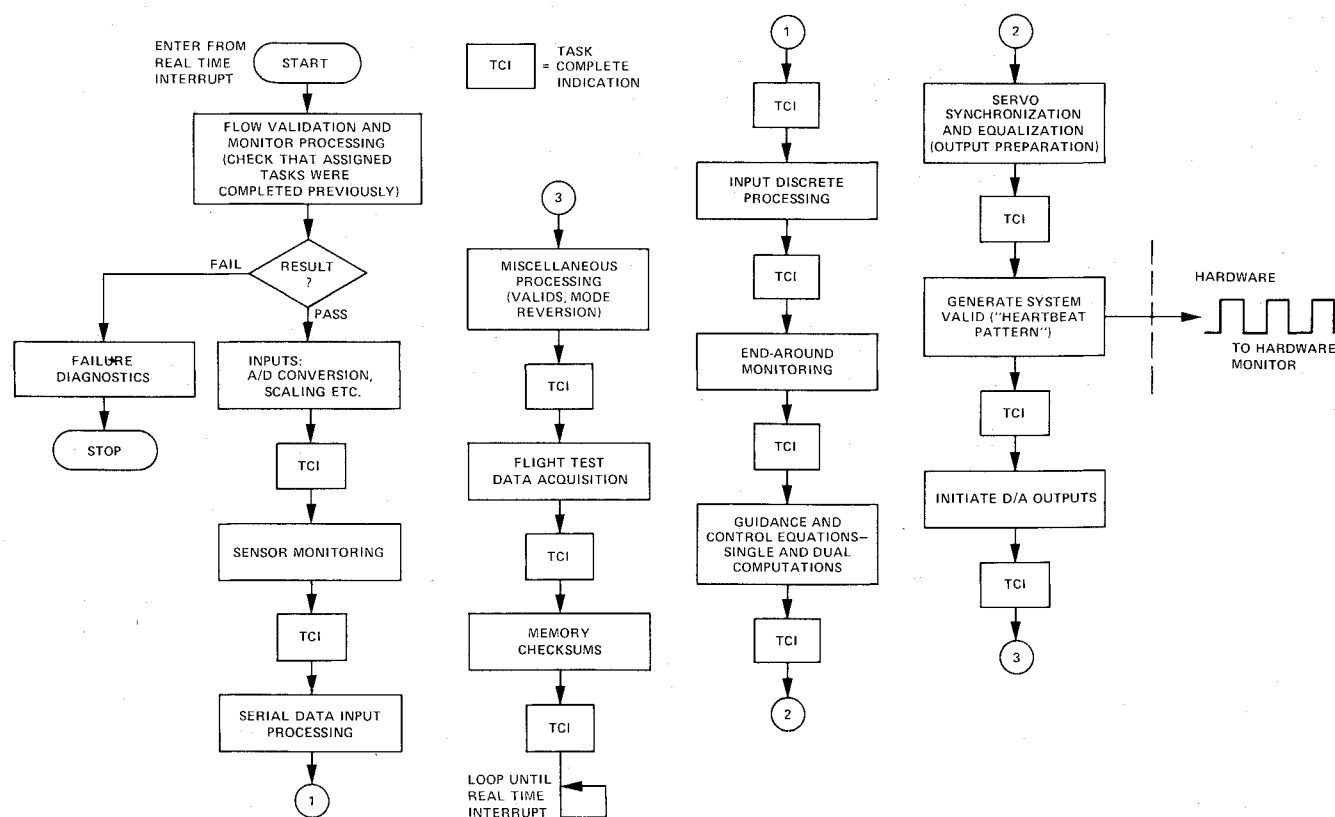 ENTER FROM
REAL TIME
INTERRUPT
START
FLOW VALIDATION AND
MONITOR PROCESSING
(CHECK THAT ASSIGNED
TASKS WERE
COMPLETED PREVIOUSLY)
RESULT
?
FAIL
PASS
FAILURE
DIAGNOSTICS
STOP
INPUTS:
A/D CONVERSION,
SCALING ETC.
TCI
SENSOR MONITORING
TCI
SERIAL DATA INPUT
PROCESSING
1
TCI
= TASK
COMPLETE
INDICATION
3
MISCELLANEOUS
PROCESSING
(VALIDS, MODE
REVERSION)
TCI
FLIGHT TEST
DATA ACQUISITION
TCI
MEMORY
CHECKSUMS
TCI
LOOP UNTIL
REAL TIME
INTERRUPT
1
TCI
INPUT DISCRETE
PROCESSING
TCI
END-AROUND
MONITORING
TCI
GUIDANCE AND
CONTROL EQUATIONS–
SINGLE AND DUAL
COMPUTATIONS
TCI
2
2
SERVO
SYNCHRONIZATION
AND EQUALIZATION
(OUTPUT PREPARATION)
TCI
GENERATE SYSTEM
VALID ("HEARTBEAT
PATTERN")
HARDWARE
TO HARDWARE
MONITOR
TCI
INITIATE D/A OUTPUTS
TCI
3